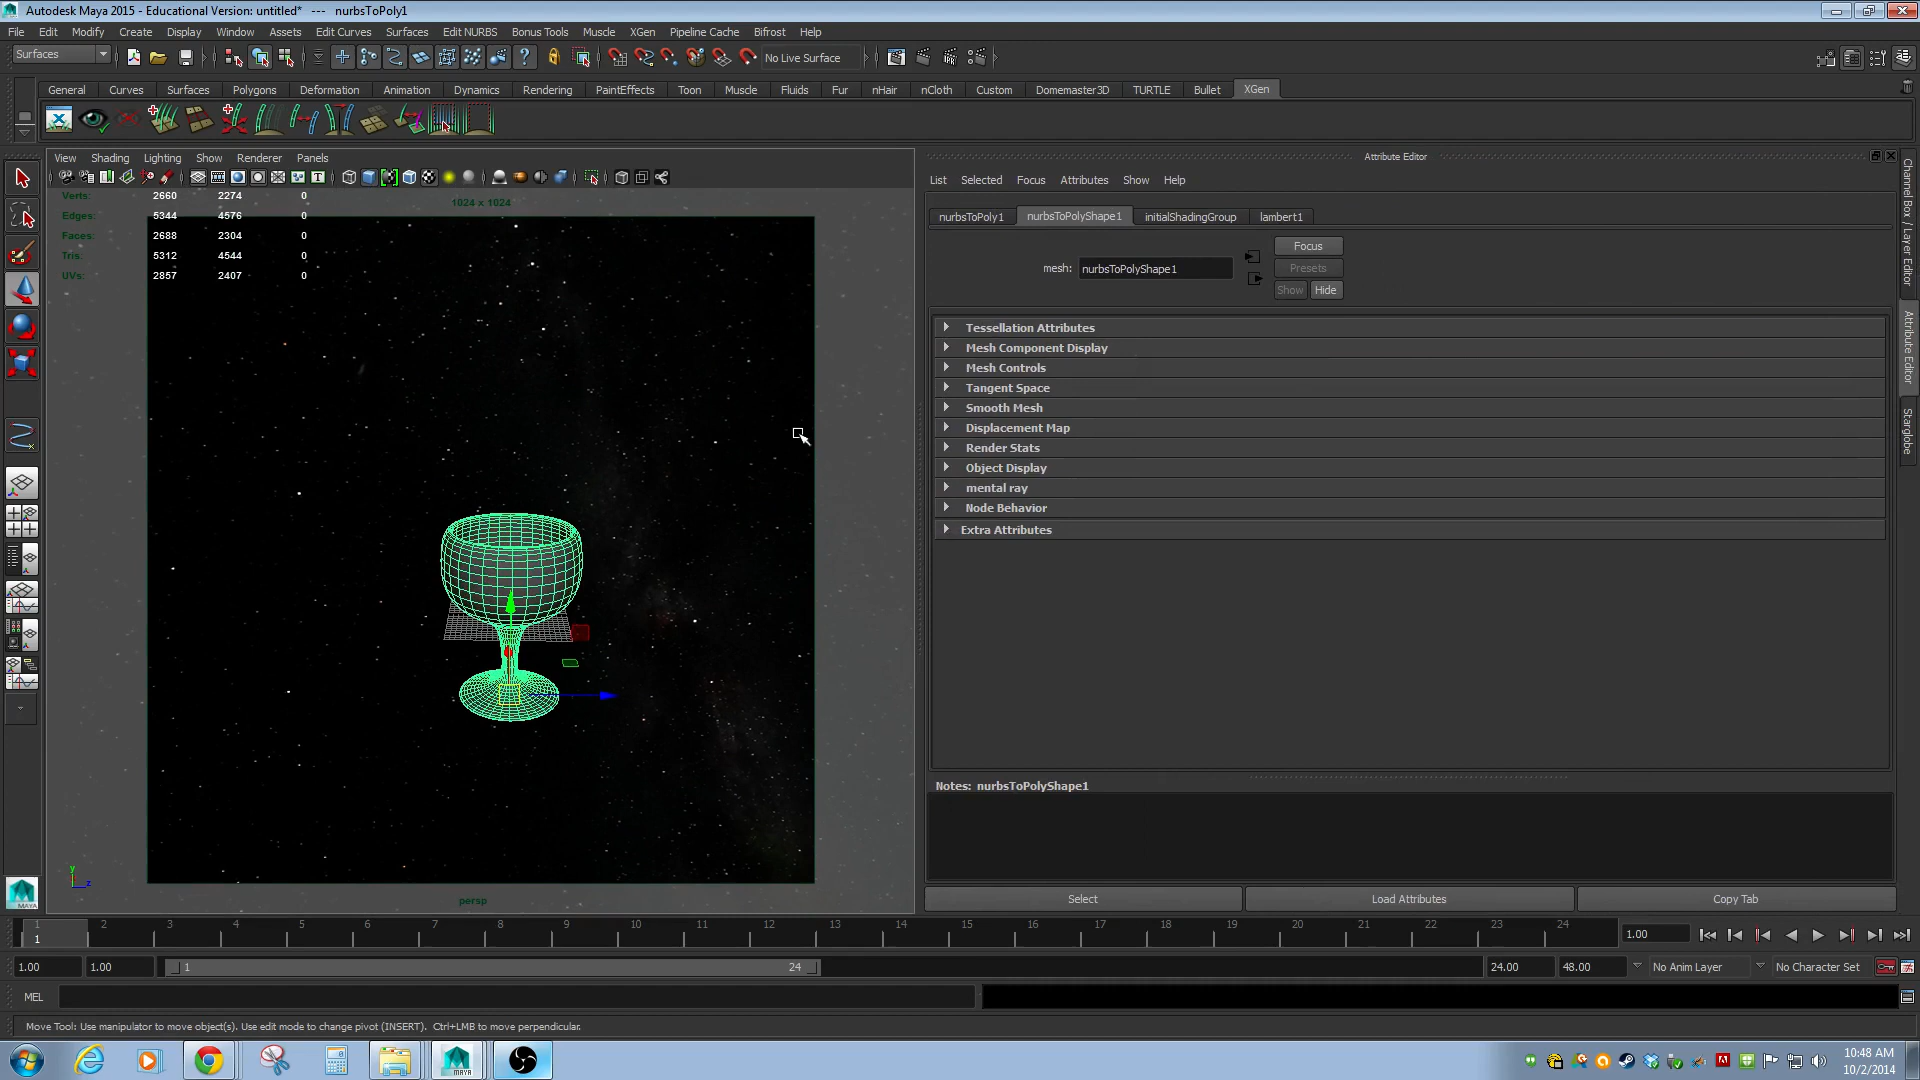 Autodesk Maya 2015 - Educational Version: untitled*   ---   nurbsToPoly1
File Edit Modify Create Display Window Assets Edit Curves Surfaces Edit NURBS Bonus Tools Muscle XGen Pipeline Cache Bifrost Help
Surfaces No Live Surface
General Curves Surfaces Polygons Deformation Animation Dynamics Rendering PaintEffects Toon Muscle Fluids Fur nHair nCloth Custom Domemaster3D TURTLE Bullet XGen
View Shading Lighting Show Renderer Panels
Attribute Editor
List Selected Focus Attributes Show Help
Verts: 2660 2274 0
1024 x 1024
Edges: 5344 4576 0
Faces: 2688 2304 0
Tris: 5312 4544 0
UVs: 2857 2407 0
nurbsToPoly1 nurbsToPolyShape1 initialShadingGroup lambert1
Focus
mesh: nurbsToPolyShape1
Presets
Show Hide
Tessellation Attributes
Mesh Component Display
Mesh Controls
Tangent Space
Smooth Mesh
Displacement Map
Render Stats
Object Display
mental ray
Node Behavior
Extra Attributes
Channel Box / Layer Editor
Attribute Editor
Starglobe
Notes: nurbsToPolyShape1
y
z
persp
MAYA
Select Load Attributes Copy Tab
1 2 3 4 5 6 7 8 9 10 11 12 13 14 15 16 17 18 19 20 21 22 23 24
1
1.00
1.00 1.00 1 24 24.00 48.00 No Anim Layer No Character Set
MEL
Move Tool: Use manipulator to move object(s). Use edit mode to change pivot (INSERT). Ctrl+LMB to move perpendicular.
MAYA
10:48 AM
10/2/2014